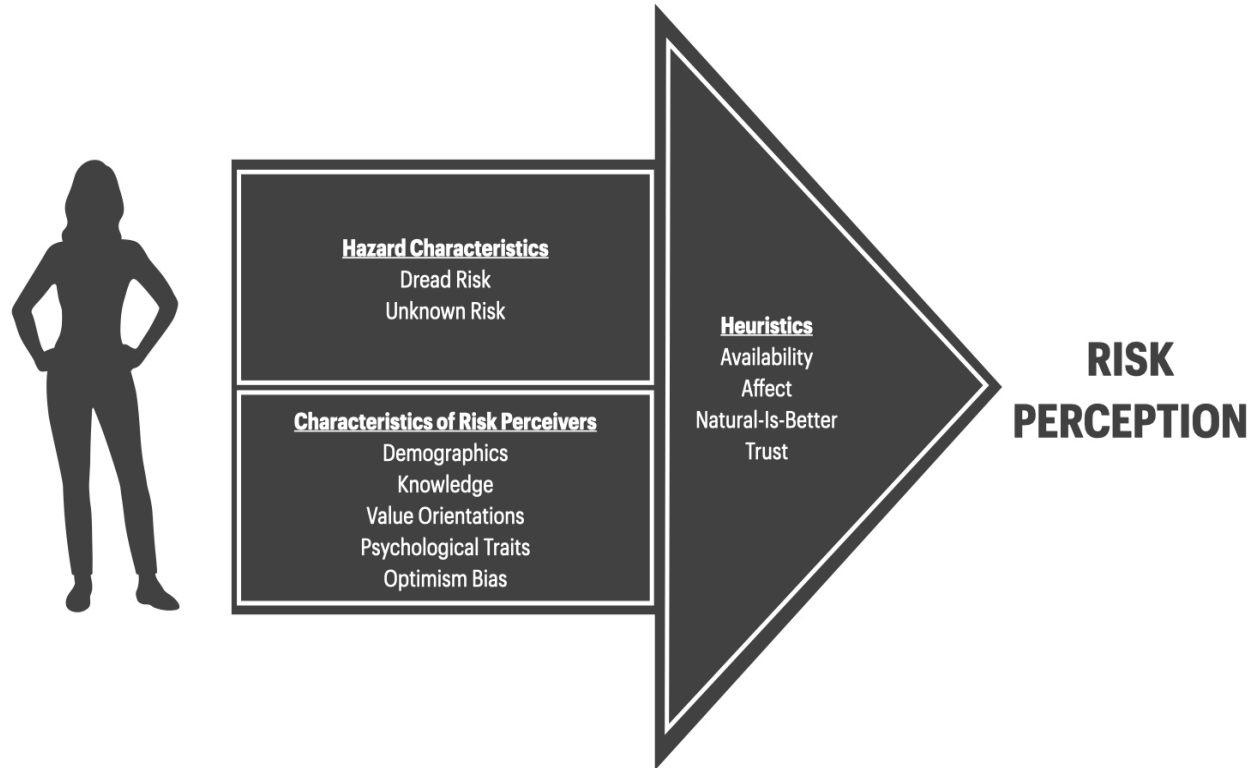 Hazard Characteristics
Dread Risk
Unknown Risk
Characteristics of Risk Perceivers
Demographics
Knowledge
Value Orientations
Psychological Traits
Optimism Bias
Heuristics
Availability
Affect
Natural-Is-Better
Trust
RISK
PERCEPTION